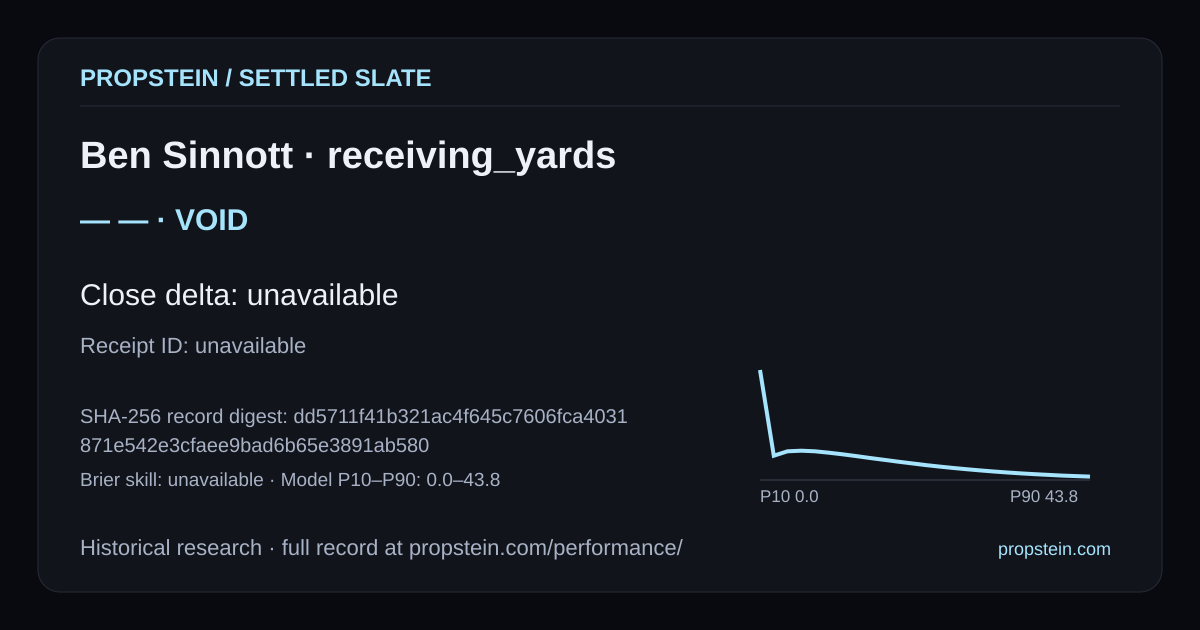 PROPSTEIN / SETTLED SLATE
Ben Sinnott · receiving_yards
— — · VOID
Close delta: unavailable
Receipt ID: unavailable
SHA-256 record digest: dd5711f41b321ac4f645c7606fca4031
871e542e3cfaee9bad6b65e3891ab580
Brier skill: unavailable · Model P10–P90: 0.0–43.8
P10 0.0
P90 43.8
Historical research · full record at propstein.com/performance/
propstein.com